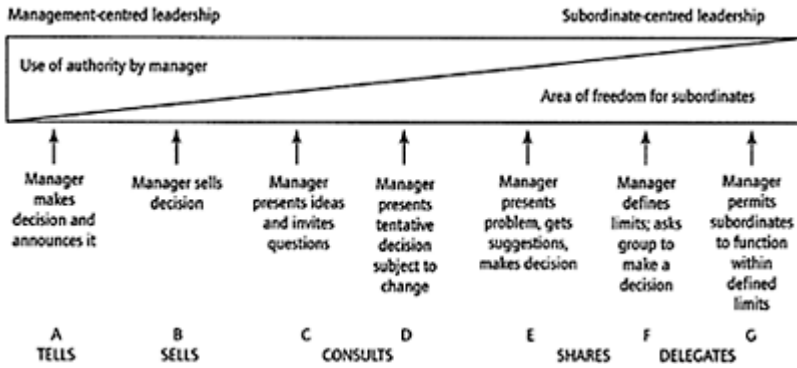 Management-centred leadership
Subordinate-centred leadership
Use of authority by manager
Area of freedom for subordinates
Manager
makes
decision and
announces it
Manager sells
decision
Manager
presents ideas
and invites
questions
Manager
presents
tentative
decision
subject to
change
Manager
presents
problem, gets
suggestions,
makes decision
Manager
defines
limits; asks
group to
make a
decision
Manager
permits
subordinates
to function
within
defined
limits
A B C D E F G
TELLS SELLS CONSULTS SHARES DELEGATES